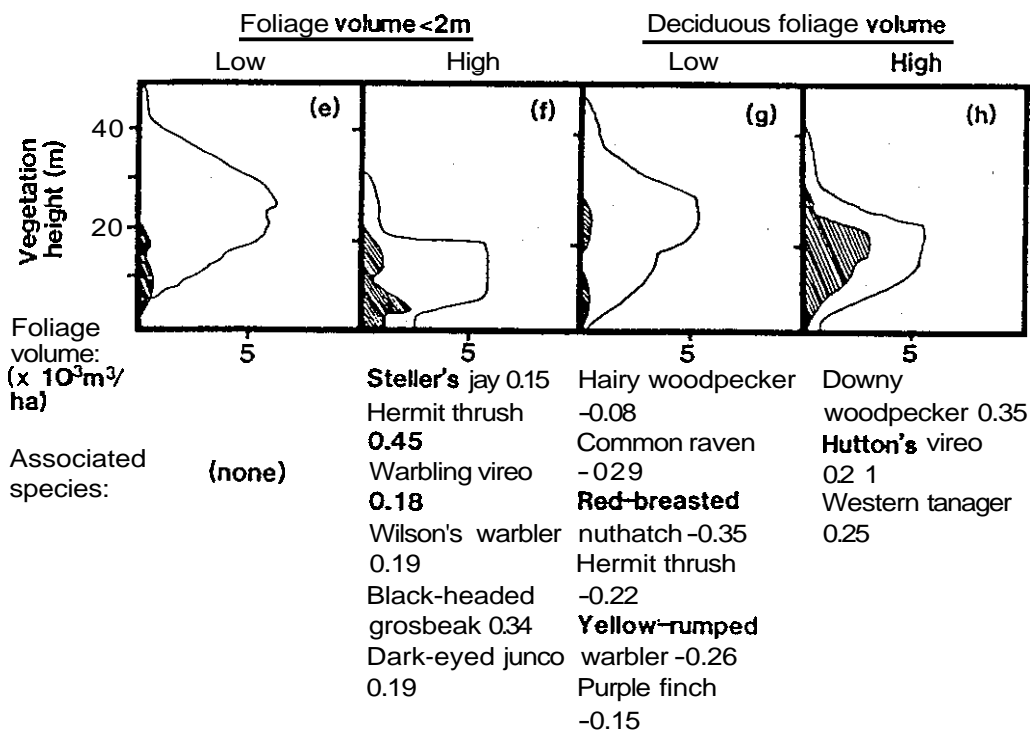 Foliage volume<2m
Deciduous foliage volume
Low
High
Low
High
(e)
(f)
(g)
(h)
Vegetation
height (m)
40
20
Foliage
volume:
(x 10³m³/
ha)
5
5
5
5
Associated
species:
(none)
Steller's jay 0.15
Hermit thrush
0.45
Warbling vireo
0.18
Wilson's warbler
0.19
Black-headed
grosbeak 0.34
Dark-eyed junco
0.19
Hairy woodpecker
-0.08
Common raven
-029
Red-breasted
nuthatch -0.35
Hermit thrush
-0.22
Yellow-rumped
warbler -0.26
Purple finch
-0.15
Downy
woodpecker 0.35
Hutton's vireo
0.2 1
Western tanager
0.25